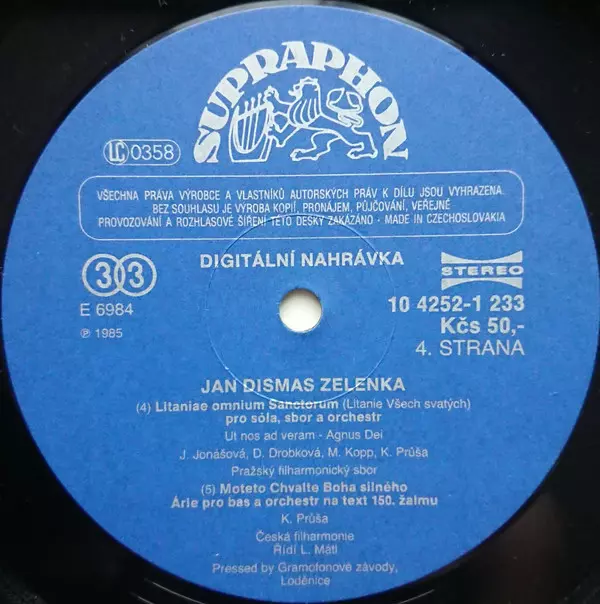 SUPRAPHON
LC 0358
VŠECHNA PRÁVA VÝROBCE A VLASTNÍKŮ AUTORSKÝCH PRÁV K DÍLU JSOU VYHRAZENA.
BEZ SOUHLASU JE VÝROBA KOPIÍ, PRONÁJEM, PŮJČOVÁNÍ, VEŘEJNÉ
PROVOZOVÁNÍ A ROZHLASOVÉ ŠÍŘENÍ TÉTO DESKY ZAKÁZÁNO · MADE IN CZECHOSLOVAKIA
DIGITÁLNÍ NAHRÁVKA
33
STEREO
E 6984
10 4252-1 233
℗ 1985
Kčs 50,-
4. STRANA
JAN DISMAS ZELENKA
(4) Litaniae omnium Sanctorum (Litanie Všech svatých)
pro sóla, sbor a orchestr
Ut nos ad veram - Agnus Dei
J. Jonášová, D. Drobková, M. Kopp, K. Průša
Pražský filharmonický sbor
(5) Moteto Chvalte Boha silného
Árie pro bas a orchestr na text 150. žalmu
K. Průša
Česká filharmonie
Řídí L. Mátl
Pressed by Gramofonové závody,
Loděnice